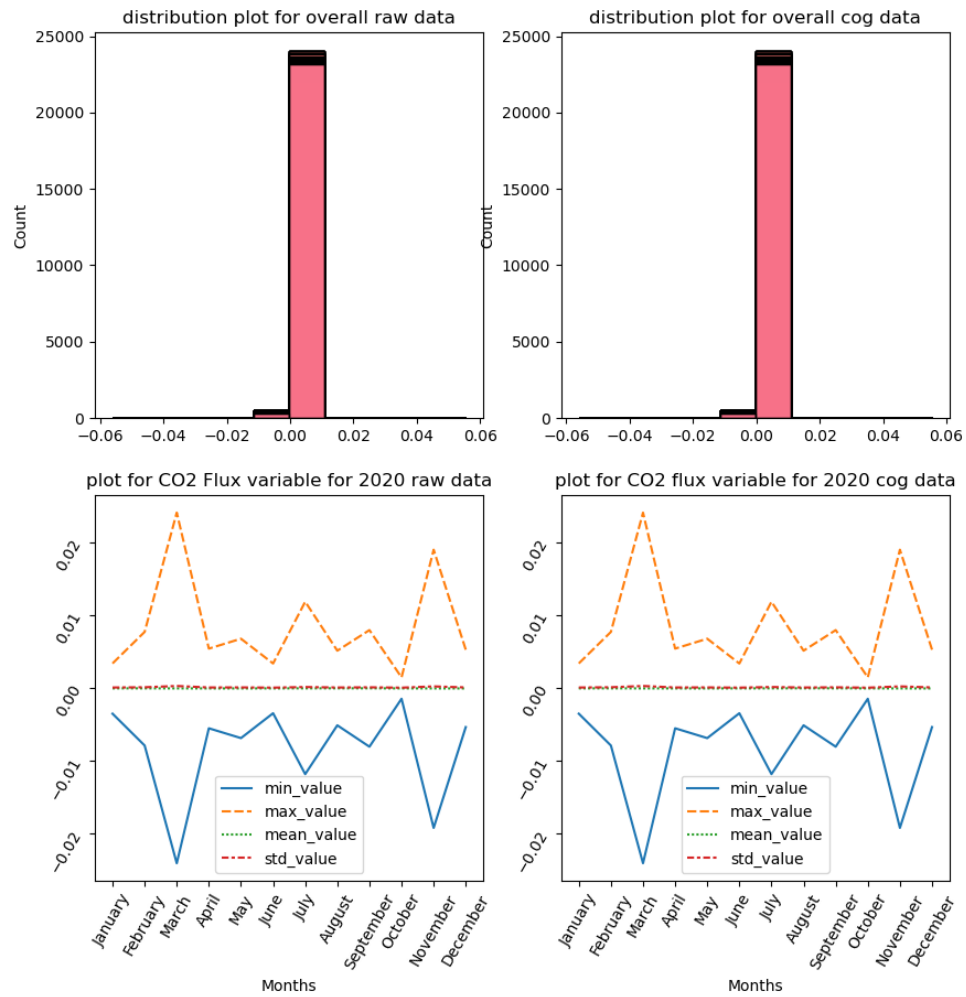 distribution plot for overall raw data
25000
20000
15000
10000
5000
0
Count
−0.06 −0.04 −0.02 0.00 0.02 0.04 0.06
distribution plot for overall cog data
25000
20000
15000
10000
5000
0
Count
−0.06 −0.04 −0.02 0.00 0.02 0.04 0.06
plot for CO2 Flux variable for 2020 raw data
0.02
0.01
0.00
−0.01
−0.02
min_value
max_value
mean_value
std_value
January February March April May June July August September October November December
Months
plot for CO2 flux variable for 2020 cog data
0.02
0.01
0.00
−0.01
−0.02
min_value
max_value
mean_value
std_value
January February March April May June July August September October November December
Months